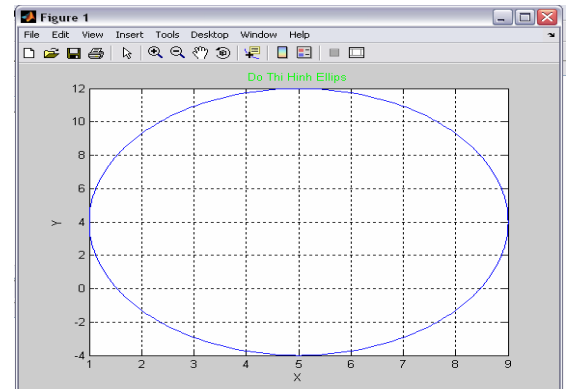 Figure 1
File Edit View Insert Tools Desktop Window Help
Do Thi Hinh Ellips
12
10
8
6
4
2
0
-2
-4
Y
1 2 3 4 5 6 7 8 9
X